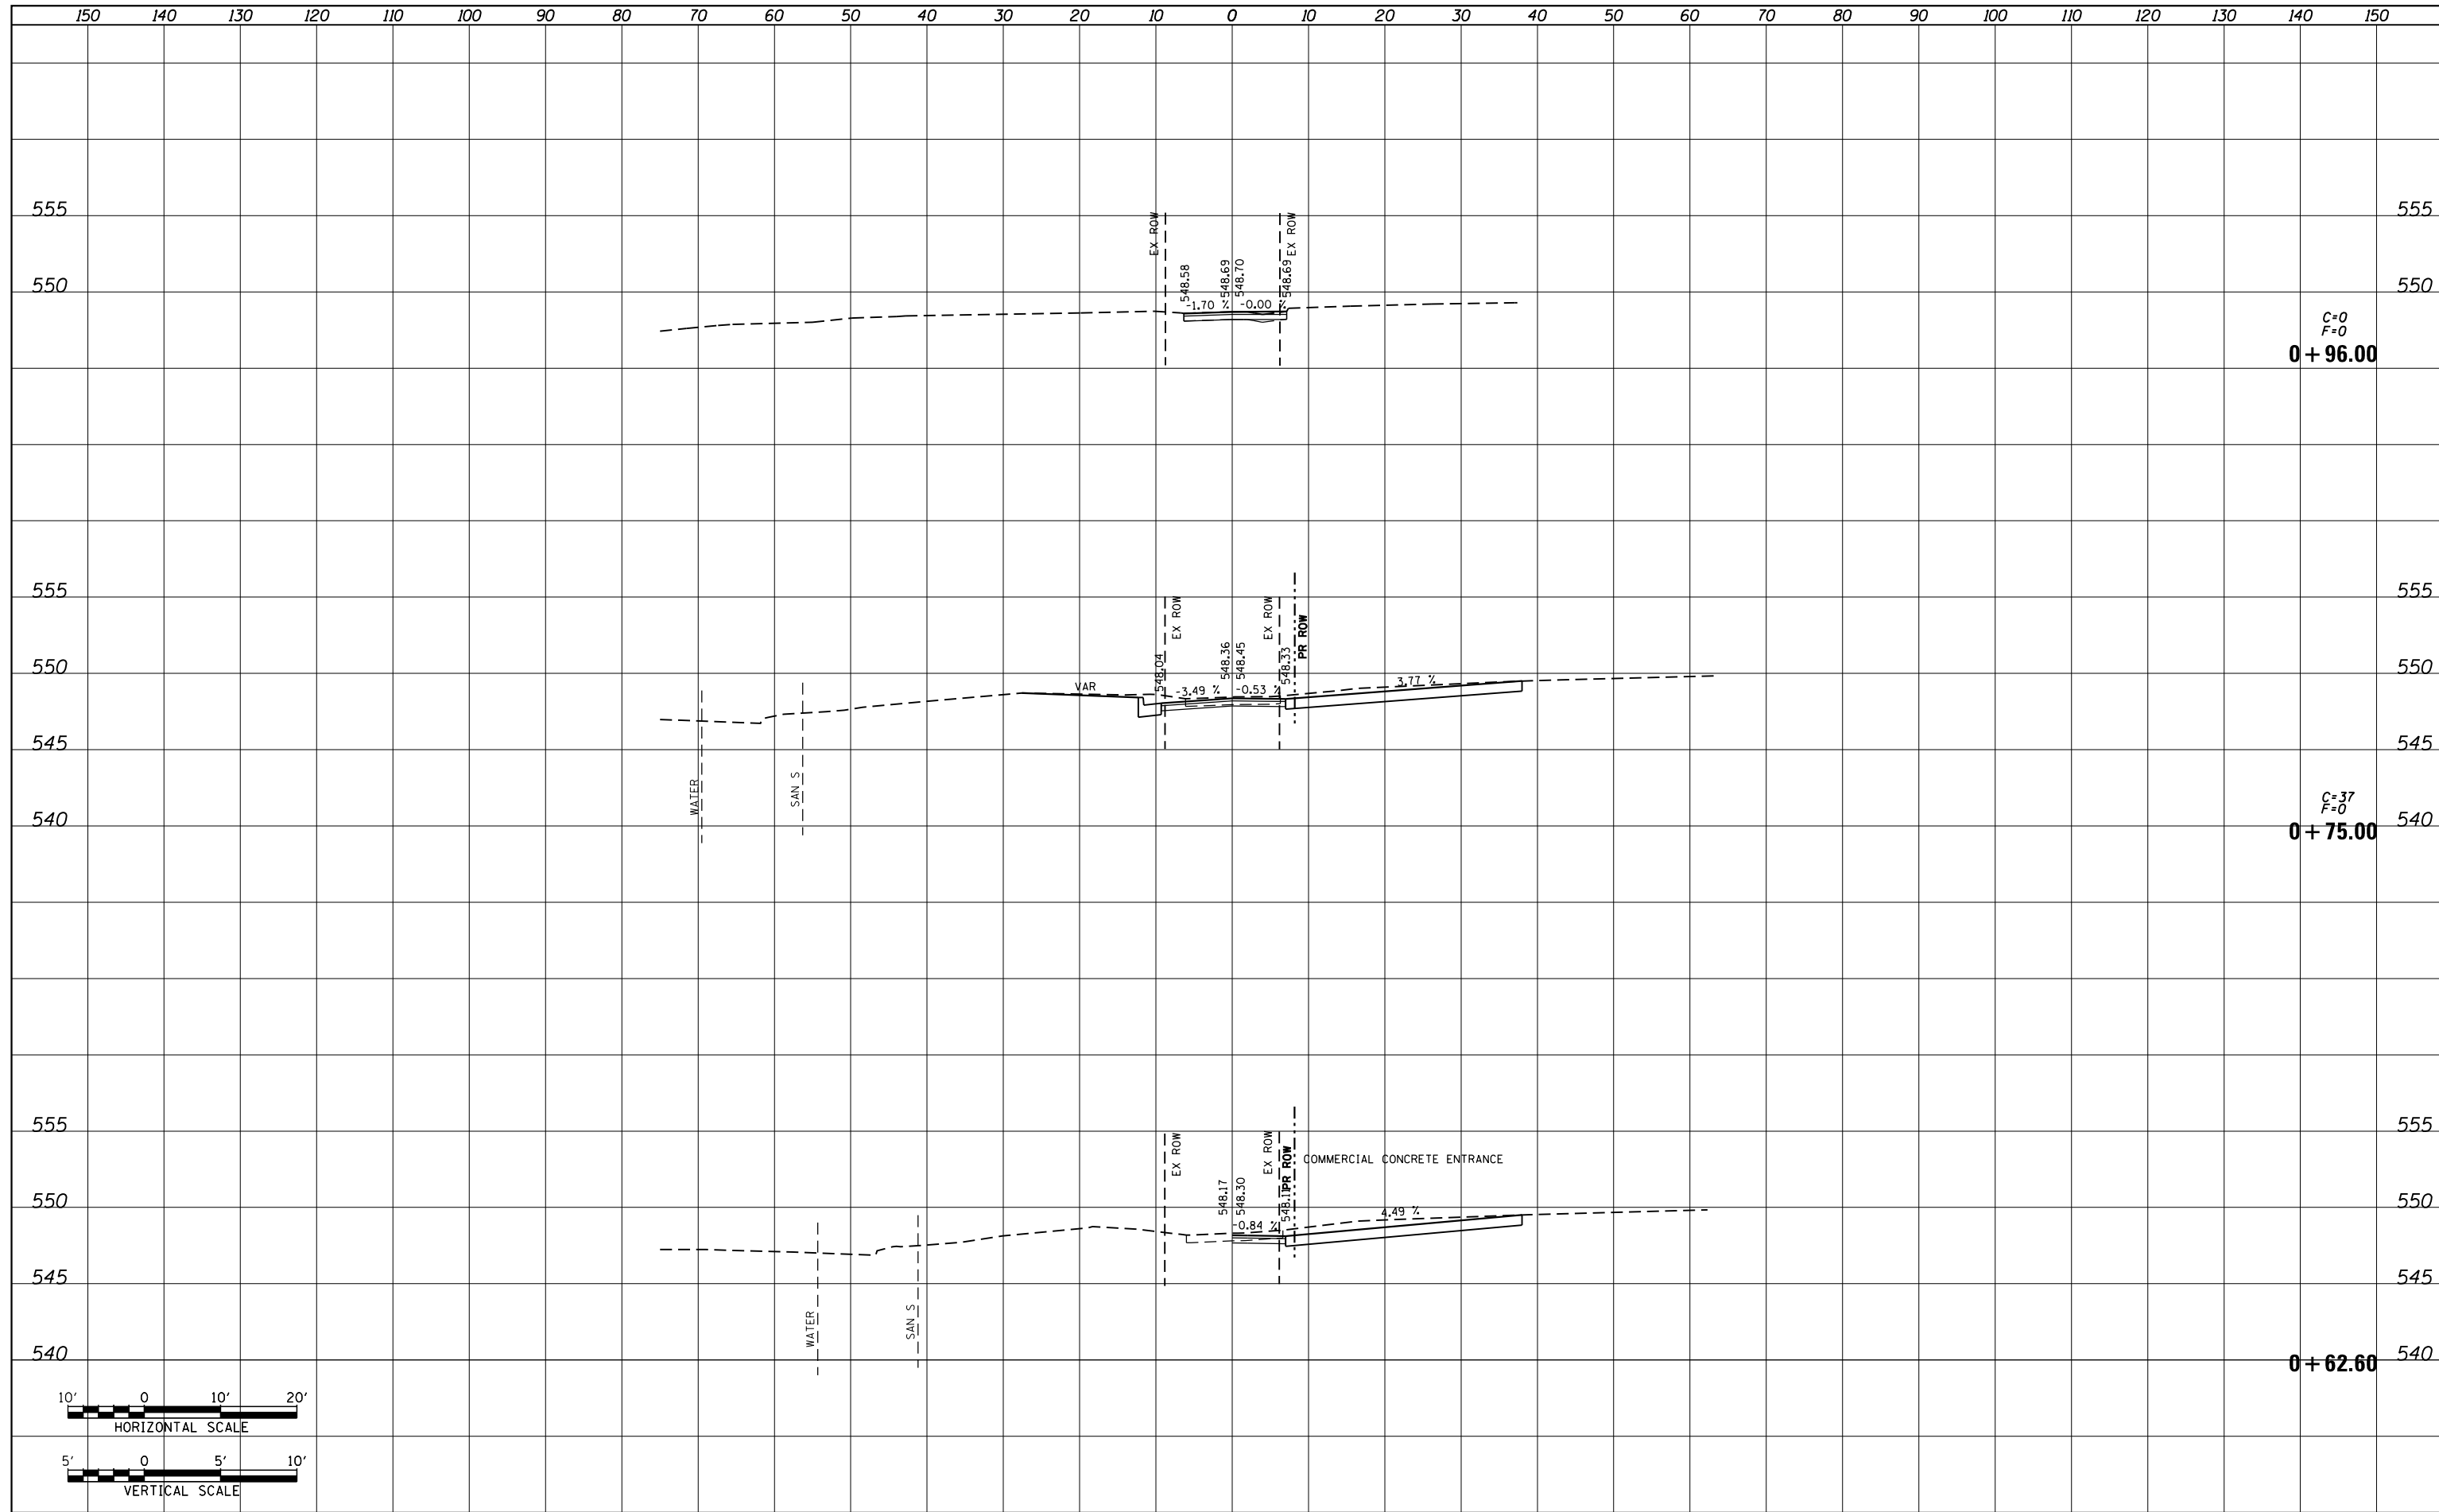 150 140 130 120 110 100 90 80 70 60 50 40 30 20 10 0 10 20 30 40 50 60 70 80 90 100 110 120 130 140 150
555 555
EX ROW
EX ROW
548.58
548.69
548.70
548.69
550 550
-1.70 % -0.00 %
C=0
F=0
0+96.00
555 555
EX ROW
EX ROW
PR ROW
548.04
548.36
548.45
548.33
550 550
VAR
-3.49 % -0.53 %
3.77 %
545 545
WATER
SAN S
C=37
F=0
540 540
0+75.00
555 555
EX ROW
EX ROW
PR ROW
COMMERCIAL CONCRETE ENTRANCE
548.17
548.30
550 550
-0.84 %
4.49 %
545 545
WATER
SAN S
540 540
0+62.60
10' 0 10' 20'
HORIZONTAL SCALE
5' 0 5' 10'
VERTICAL SCALE